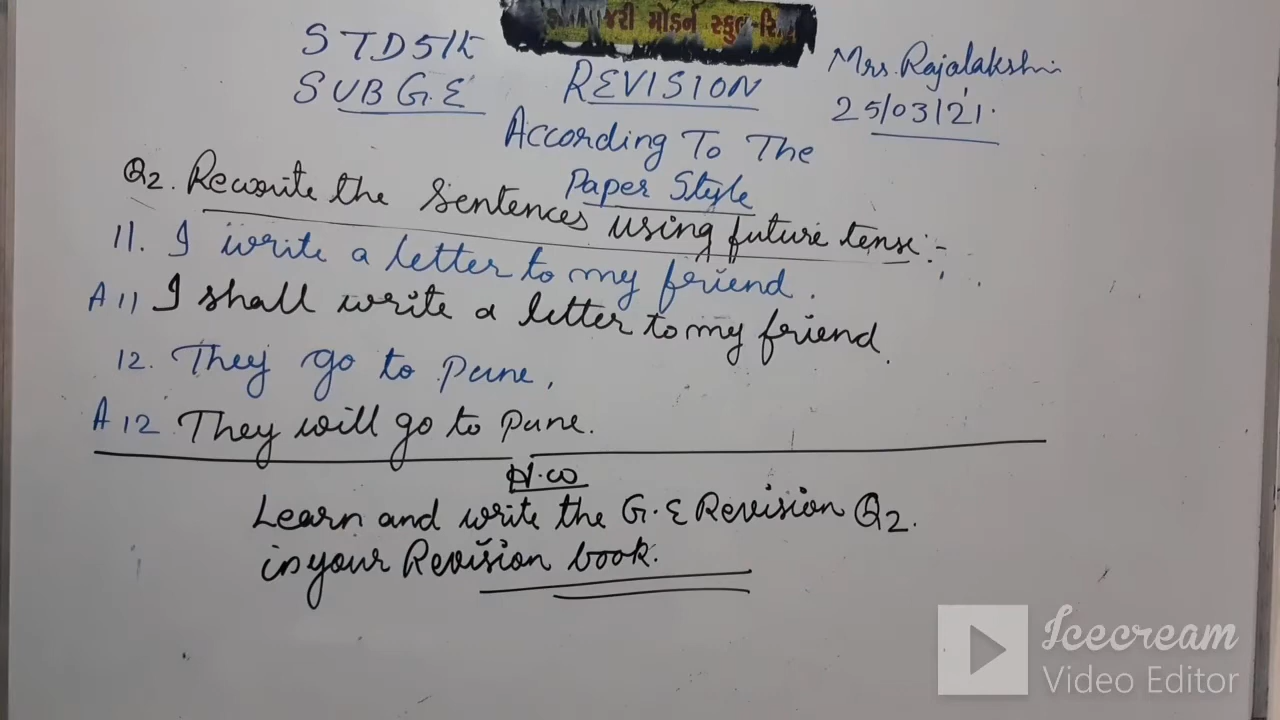 મોડર્ન સ્કુલ
STD 5
SUB G.E
REVISION
Mrs. Rajalakshmi
25/03/21.
According To The
Paper Style
Q2. Rewrite the sentences using future tense:-
11. I write a letter to my friend.
A11 I shall write a letter to my friend.
12. They go to Pune.
A12 They will go to Pune.
H.W
Learn and write the G.E Revision Q2.
in your Revision book.
Icecream
Video Editor